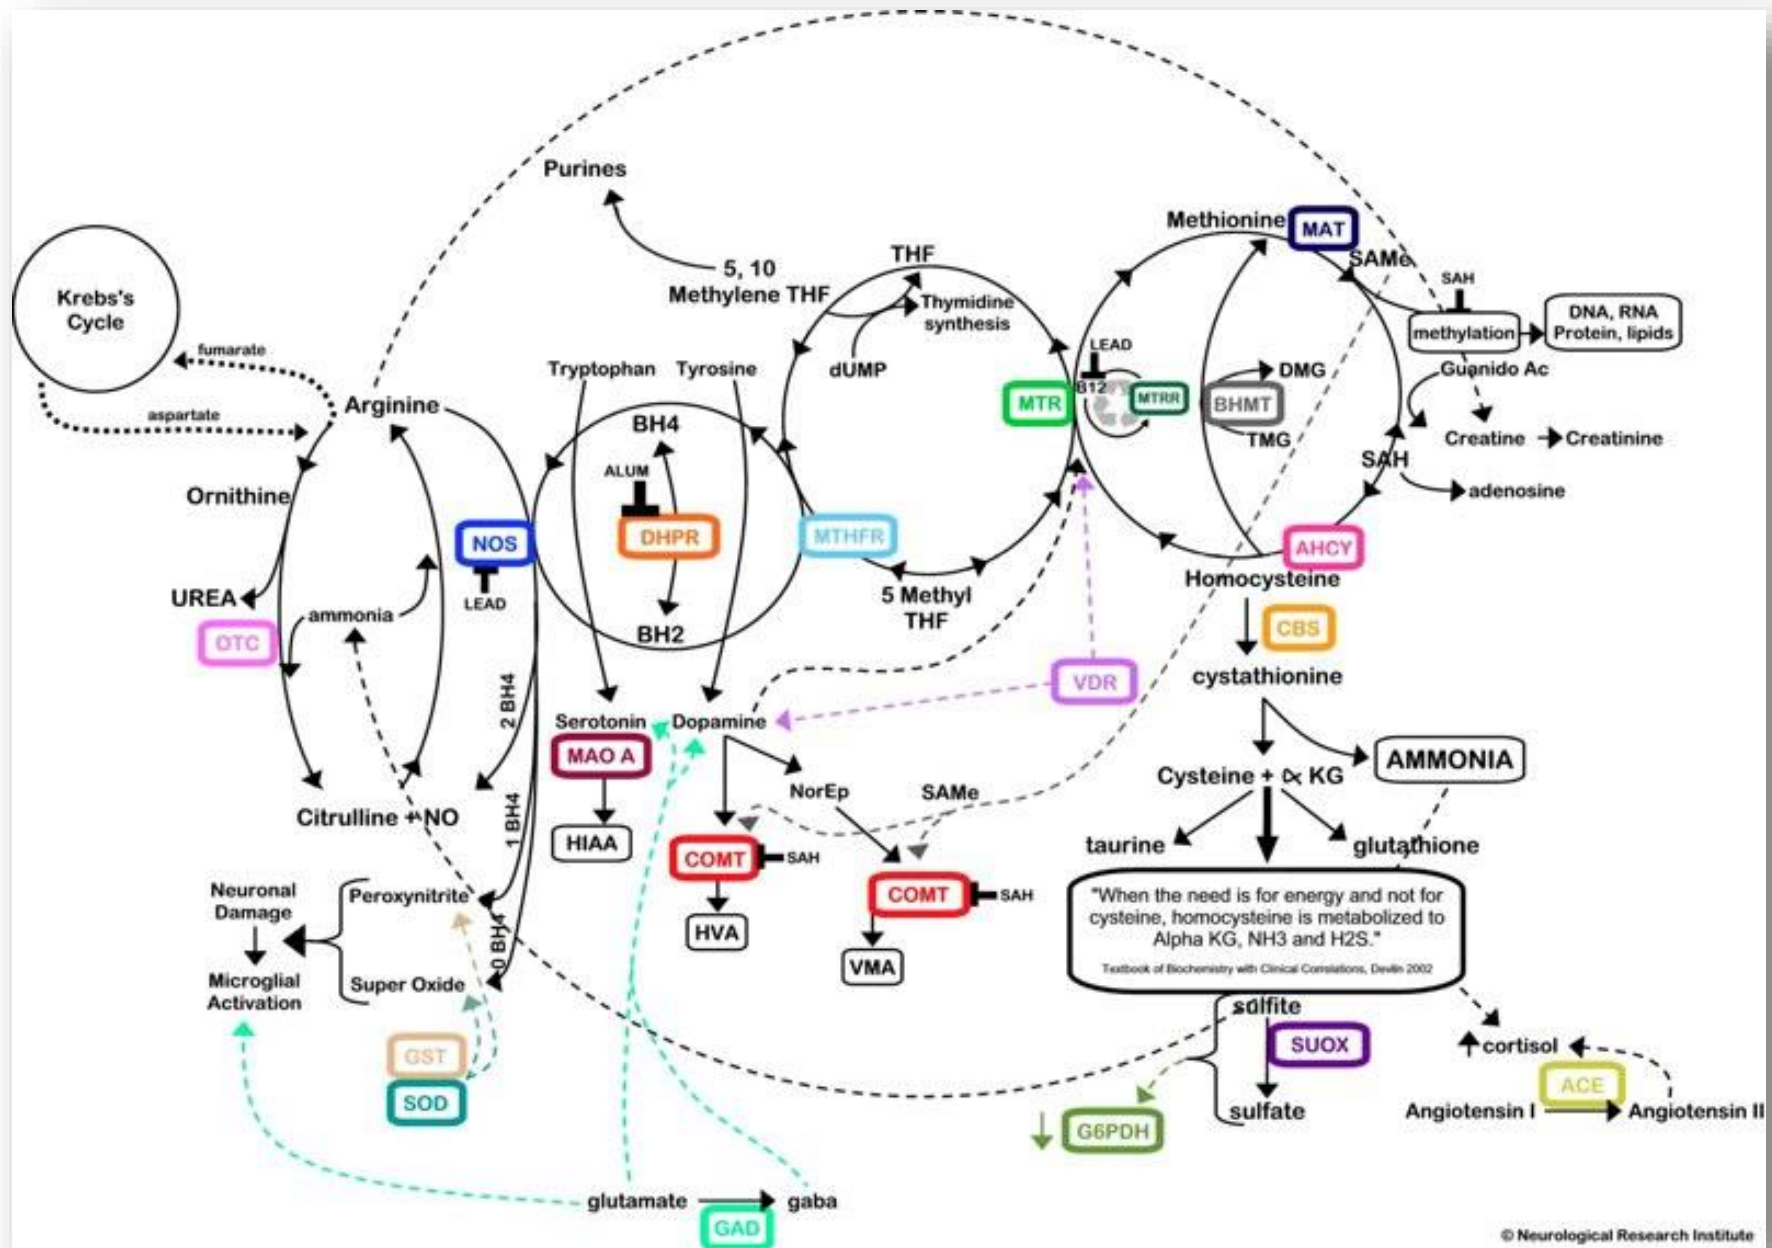 Purines
Methionine
MAT
5, 10
Methylene THF
THF
SAMe
SAH
Krebs's
Cycle
Thymidine
synthesis
methylation
DNA, RNA
Protein, lipids
fumarate
LEAD
Tryptophan
Tyrosine
dUMP
DMG
Guanido Ac
B12
aspartate
Arginine
MTR
MTRR
BHMT
BH4
TMG
Creatine
Creatinine
ALUM
SAH
Ornithine
adenosine
NOS
DHPR
MTHFR
AHCY
Homocysteine
UREA
LEAD
5 Methyl
THF
ammonia
BH2
CBS
OTC
cystathionine
VDR
2 BH4
Serotonin
Dopamine
MAO A
AMMONIA
Cysteine + ∝ KG
NorEp
SAMe
Citrulline + NO
1 BH4
HIAA
taurine
glutathione
COMT
SAH
COMT
SAH
Neuronal
Damage
Peroxynitrite
"When the need is for energy and not for
cysteine, homocysteine is metabolized to
Alpha KG, NH3 and H2S."
Textbook of Biochemistry with Clinical Correlations, Devlin 2002
HVA
0 BH4
VMA
Microglial
Activation
Super Oxide
sulfite
SUOX
cortisol
GST
ACE
SOD
G6PDH
sulfate
Angiotensin I
Angiotensin II
glutamate
gaba
GAD
© Neurological Research Institute